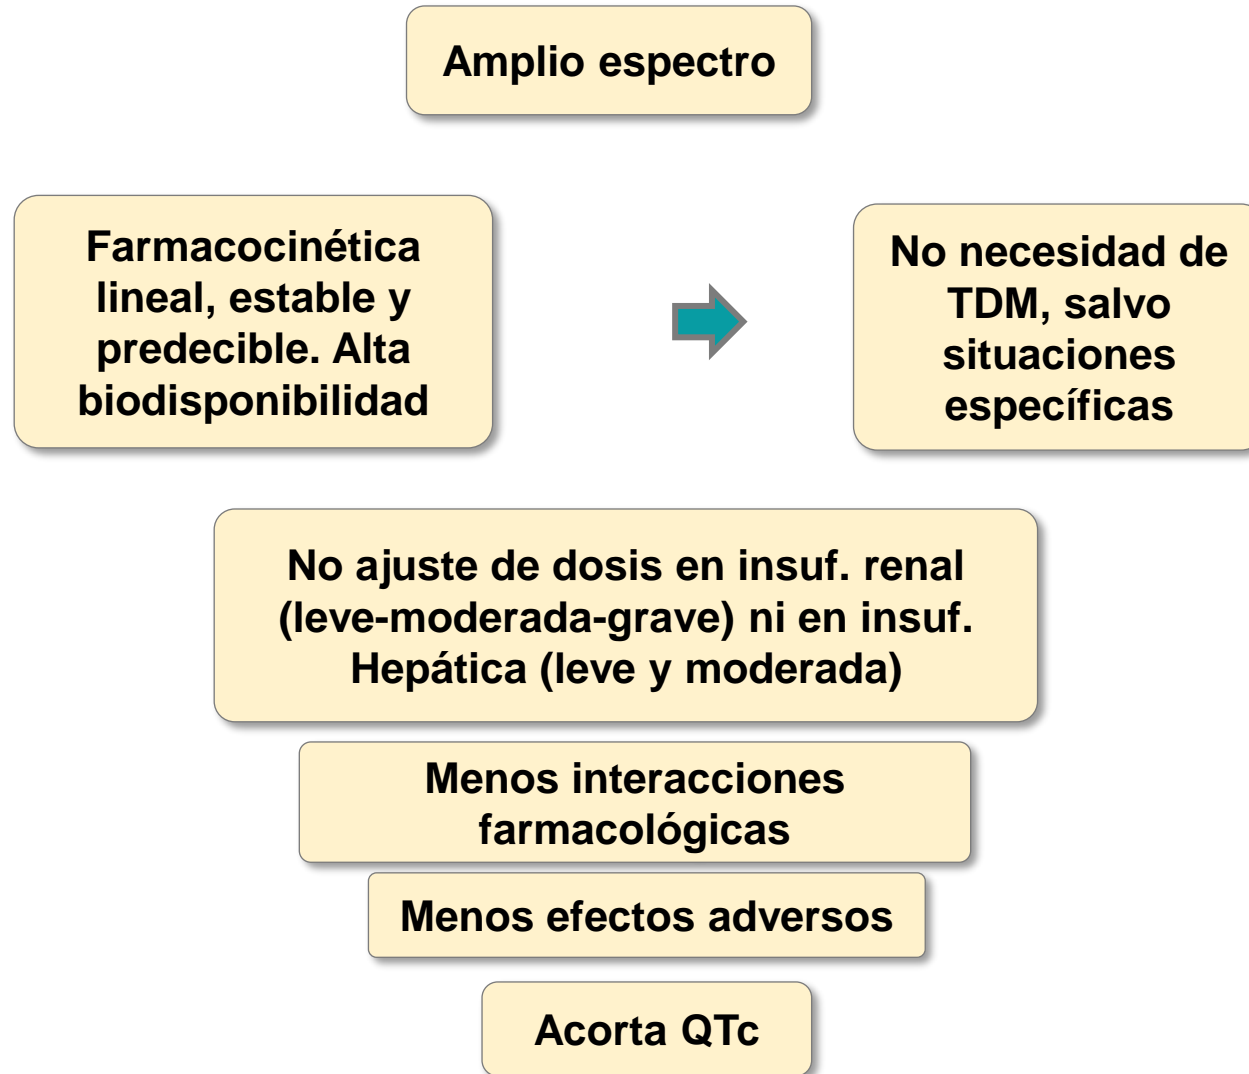 Amplio espectro
Farmacocinética
lineal, estable y
predecible. Alta
biodisponibilidad
No necesidad de
TDM, salvo
situaciones
específicas
No ajuste de dosis en insuf. renal
(leve-moderada-grave) ni en insuf.
Hepática (leve y moderada)
Menos interacciones
farmacológicas
Menos efectos adversos
Acorta QTc